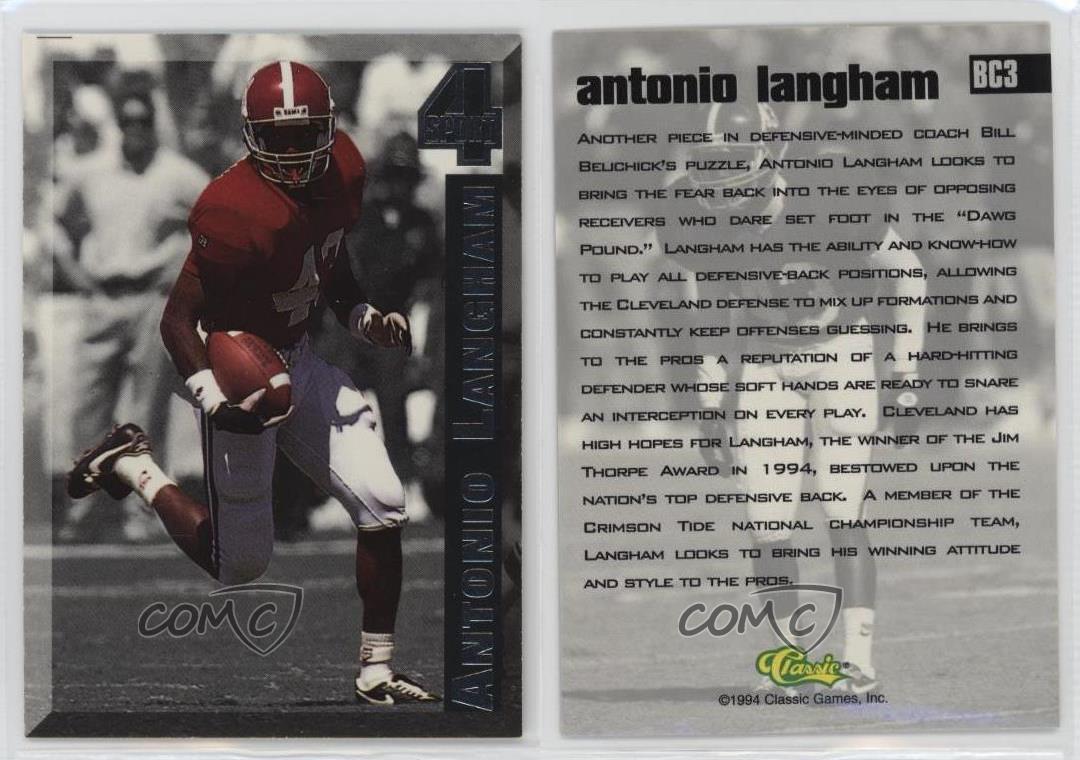 BAMA
4
SPORT
ANTONIO LANGHAM
COMC
antonio langham
BC3
ANOTHER PIECE IN DEFENSIVE-MINDED COACH BILL
BELICHICK'S PUZZLE, ANTONIO LANGHAM LOOKS TO
BRING THE FEAR BACK INTO THE EYES OF OPPOSING
RECEIVERS WHO DARE SET FOOT IN THE "DAWG
POUND." LANGHAM HAS THE ABILITY AND KNOW-HOW
TO PLAY ALL DEFENSIVE-BACK POSITIONS, ALLOWING
THE CLEVELAND DEFENSE TO MIX UP FORMATIONS AND
CONSTANTLY KEEP OFFENSES GUESSING. HE BRINGS
TO THE PROS A REPUTATION OF A HARD-HITTING
DEFENDER WHOSE SOFT HANDS ARE READY TO SNARE
AN INTERCEPTION ON EVERY PLAY. CLEVELAND HAS
HIGH HOPES FOR LANGHAM, THE WINNER OF THE JIM
THORPE AWARD IN 1994, BESTOWED UPON THE
NATION'S TOP DEFENSIVE BACK. A MEMBER OF THE
CRIMSON TIDE NATIONAL CHAMPIONSHIP TEAM,
LANGHAM LOOKS TO BRING HIS WINNING ATTITUDE
AND STYLE TO THE PROS.
COMC
Classic®
©1994 Classic Games, Inc.